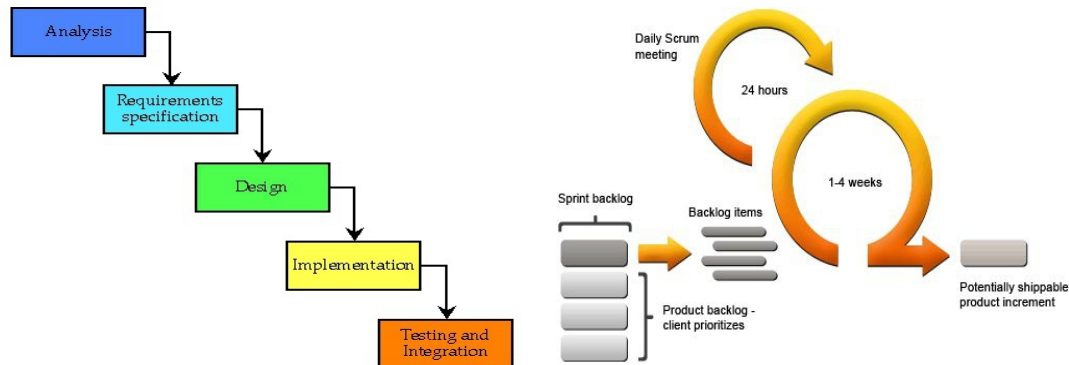 Analysis
Requirements
specification
Design
Implementation
Testing and
Integration
Daily Scrum
meeting
24 hours
1-4 weeks
Sprint backlog
Backlog items
Product backlog -
client prioritizes
Potentially shippable
product increment